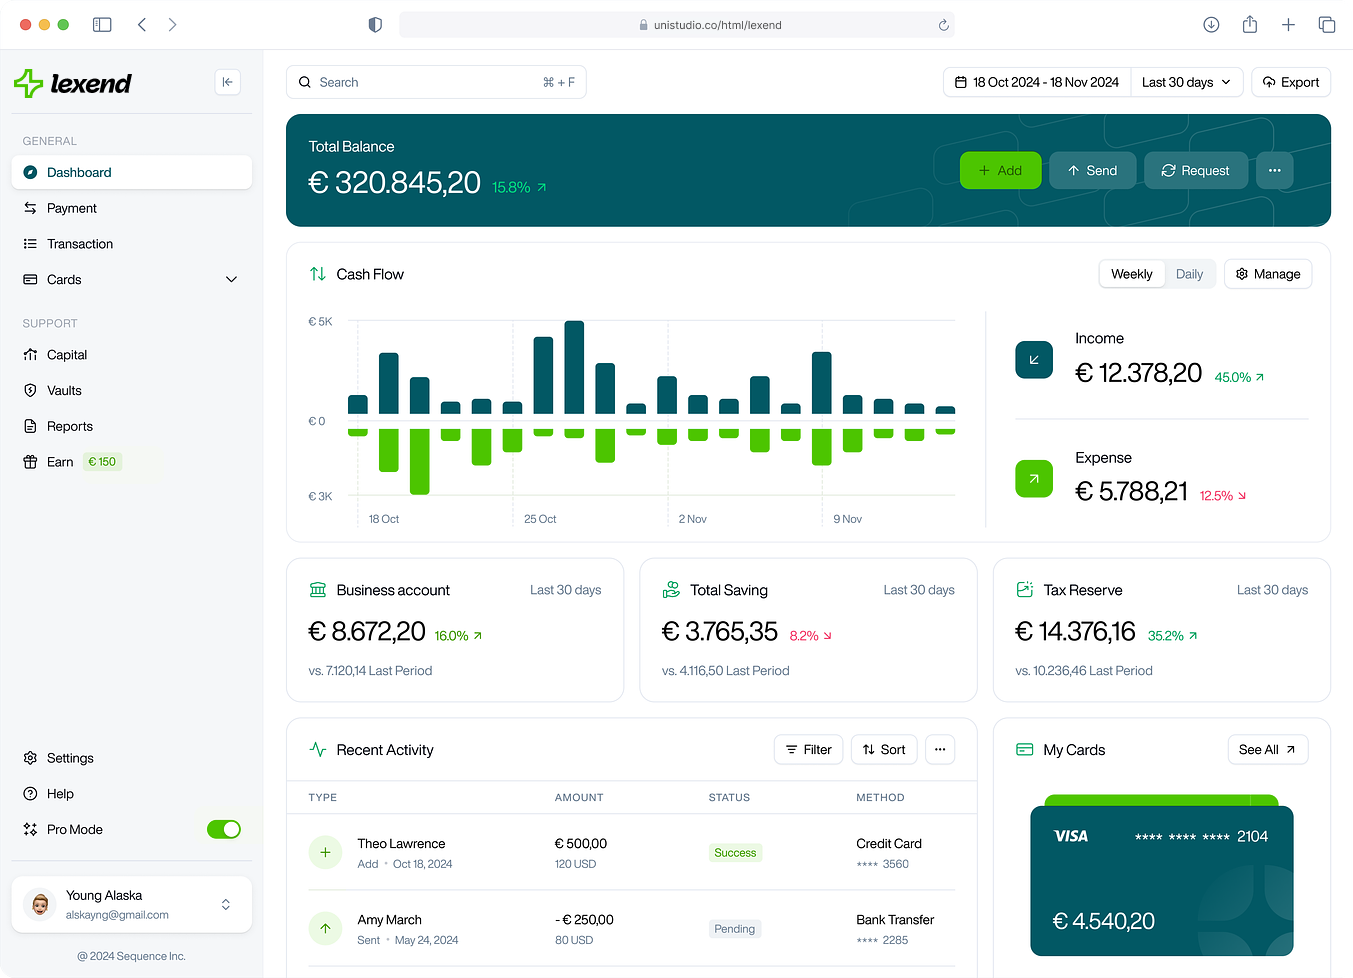 unistudio.co/html/lexend
lexend
GENERAL
Dashboard
Payment
Transaction
Cards
SUPPORT
Capital
Vaults
Reports
Earn € 150
Settings
Help
Pro Mode
Young Alaska
alskayng@gmail.com
@ 2024 Sequence Inc.
Search ⌘ + F
18 Oct 2024 - 18 Nov 2024 Last 30 days Export
Total Balance
€ 320.845,20 15.8%
Add Send Request
Cash Flow
Weekly Daily Manage
€ 5K
€ 0
€ 3K
18 Oct 25 Oct 2 Nov 9 Nov
Income
€ 12.378,20 45.0%
Expense
€ 5.788,21 12.5%
Business account Last 30 days
€ 8.672,20 16.0%
vs. 7.120,14 Last Period
Total Saving Last 30 days
€ 3.765,35 8.2%
vs. 4.116,50 Last Period
Tax Reserve Last 30 days
€ 14.376,16 35.2%
vs. 10.236,46 Last Period
Recent Activity Filter Sort
TYPE AMOUNT STATUS METHOD
Theo Lawrence € 500,00 Success Credit Card
Add • Oct 18, 2024 120 USD **** 3560
Amy March - € 250,00 Pending Bank Transfer
Sent • May 24, 2024 80 USD **** 2285
My Cards See All
VISA **** **** **** 2104
€ 4.540,20